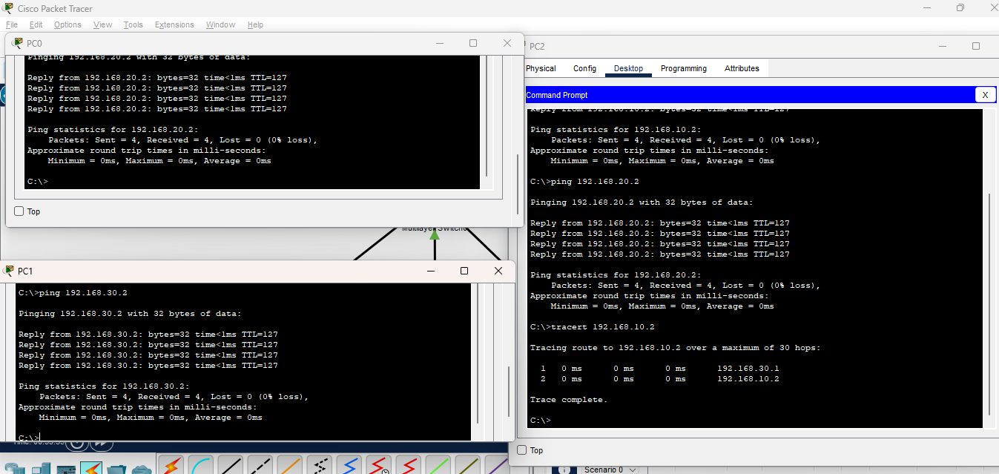 Cisco Packet Tracer
File Edit Options View Tools Extensions Window Help
PC0
Pinging 192.168.20.2 with 32 bytes of data:
Reply from 192.168.20.2: bytes=32 time<1ms TTL=127
Reply from 192.168.20.2: bytes=32 time<1ms TTL=127
Reply from 192.168.20.2: bytes=32 time<1ms TTL=127
Reply from 192.168.20.2: bytes=32 time<1ms TTL=127
Ping statistics for 192.168.20.2:
Packets: Sent = 4, Received = 4, Lost = 0 (0% loss),
Approximate round trip times in milli-seconds:
Minimum = 0ms, Maximum = 0ms, Average = 0ms
C:\>
Top
PC1
C:\>ping 192.168.30.2
Pinging 192.168.30.2 with 32 bytes of data:
Reply from 192.168.30.2: bytes=32 time<1ms TTL=127
Reply from 192.168.30.2: bytes=32 time<1ms TTL=127
Reply from 192.168.30.2: bytes=32 time<1ms TTL=127
Reply from 192.168.30.2: bytes=32 time<1ms TTL=127
Ping statistics for 192.168.30.2:
Packets: Sent = 4, Received = 4, Lost = 0 (0% loss),
Approximate round trip times in milli-seconds:
Minimum = 0ms, Maximum = 0ms, Average = 0ms
C:\>
PC2
Physical Config Desktop Programming Attributes
Command Prompt X
Reply from 192.168.10.2: bytes=32 time<1ms TTL=127
Ping statistics for 192.168.10.2:
Packets: Sent = 4, Received = 4, Lost = 0 (0% loss),
Approximate round trip times in milli-seconds:
Minimum = 0ms, Maximum = 0ms, Average = 0ms
C:\>ping 192.168.20.2
Pinging 192.168.20.2 with 32 bytes of data:
Reply from 192.168.20.2: bytes=32 time<1ms TTL=127
Reply from 192.168.20.2: bytes=32 time<1ms TTL=127
Reply from 192.168.20.2: bytes=32 time<1ms TTL=127
Reply from 192.168.20.2: bytes=32 time<1ms TTL=127
Ping statistics for 192.168.20.2:
Packets: Sent = 4, Received = 4, Lost = 0 (0% loss),
Approximate round trip times in milli-seconds:
Minimum = 0ms, Maximum = 0ms, Average = 0ms
C:\>tracert 192.168.10.2
Tracing route to 192.168.10.2 over a maximum of 30 hops:
1 0 ms 0 ms 0 ms 192.168.30.1
2 0 ms 0 ms 0 ms 192.168.10.2
Trace complete.
C:\>
Top
Scenario 0